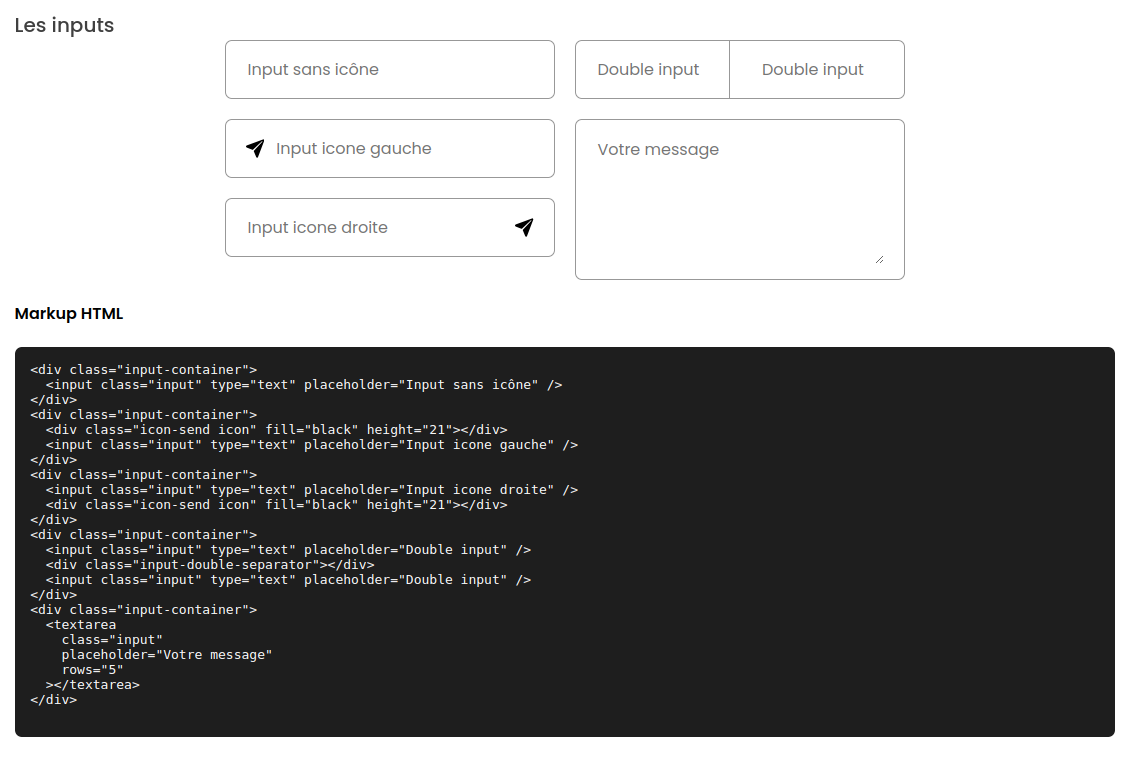 Les inputs
Input sans icône
Double input
Double input
Input icone gauche
Votre message
Input icone droite
Markup HTML
<div class="input-container">
  <input class="input" type="text" placeholder="Input sans icône" />
</div>
<div class="input-container">
  <div class="icon-send icon" fill="black" height="21"></div>
  <input class="input" type="text" placeholder="Input icone gauche" />
</div>
<div class="input-container">
  <input class="input" type="text" placeholder="Input icone droite" />
  <div class="icon-send icon" fill="black" height="21"></div>
</div>
<div class="input-container">
  <input class="input" type="text" placeholder="Double input" />
  <div class="input-double-separator"></div>
  <input class="input" type="text" placeholder="Double input" />
</div>
<div class="input-container">
  <textarea
    class="input"
    placeholder="Votre message"
    rows="5"
  ></textarea>
</div>